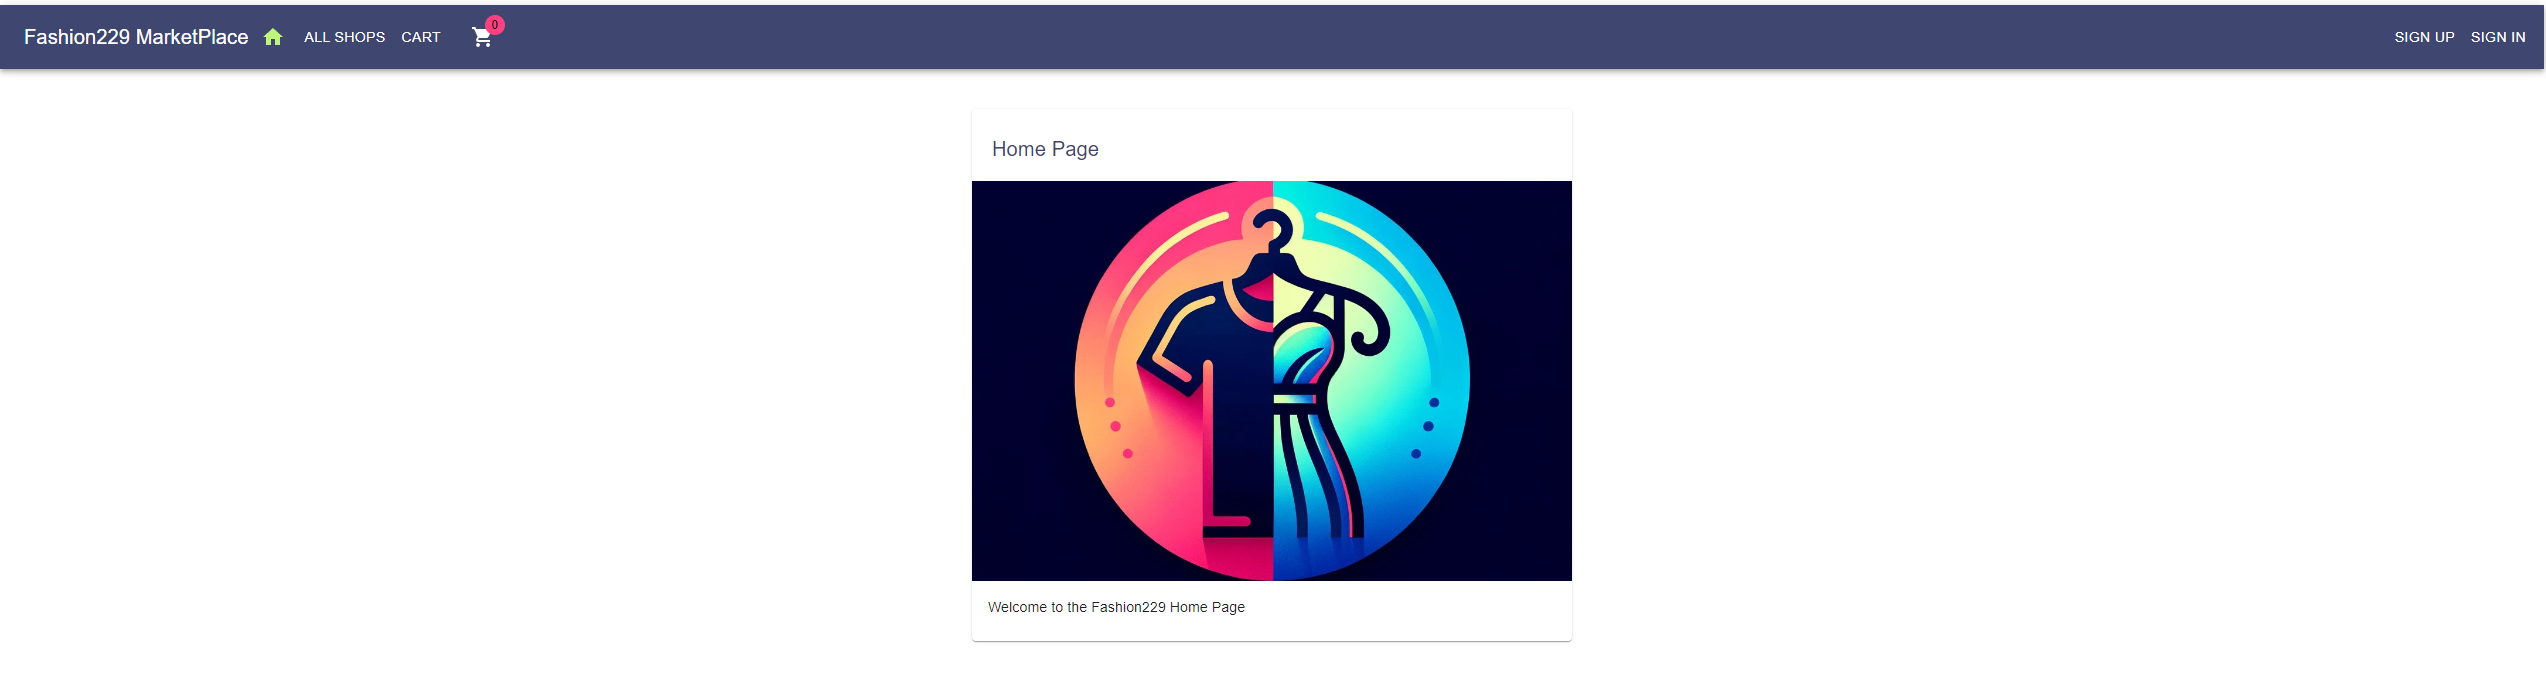 Fashion229 MarketPlace ALL SHOPS CART 0 SIGN UP SIGN IN
Home Page
Welcome to the Fashion229 Home Page